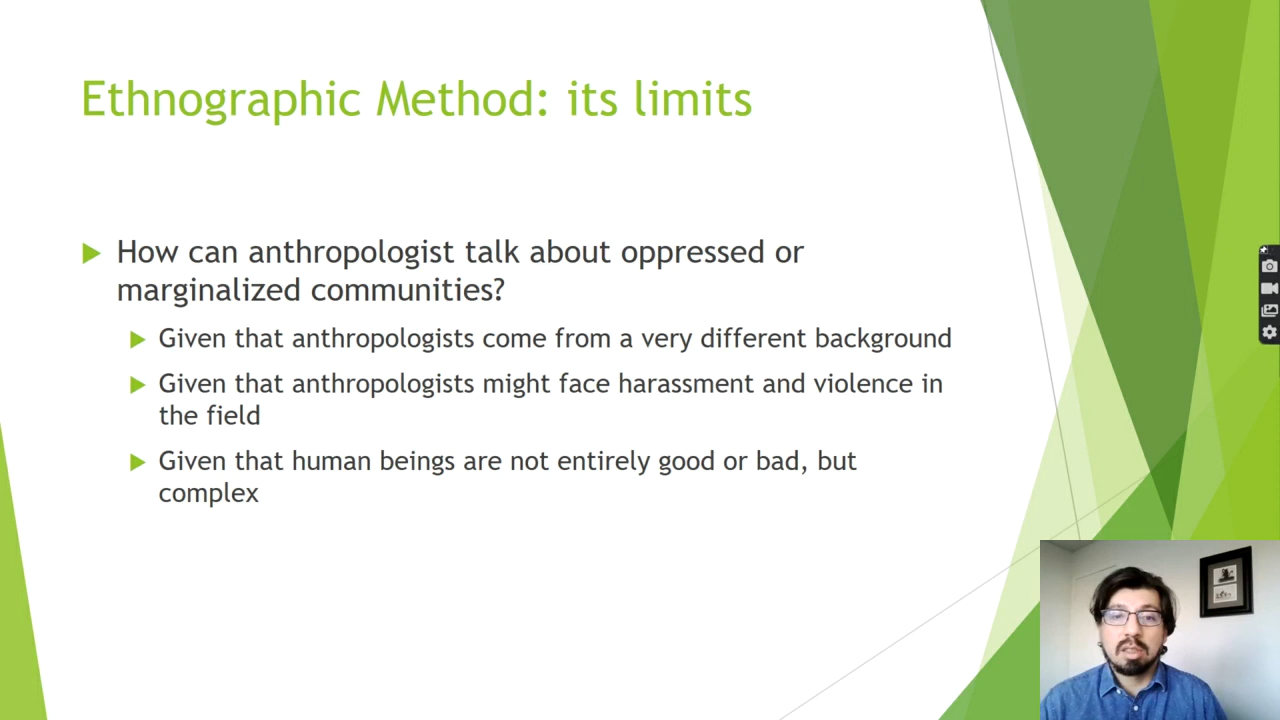 Ethnographic Method: its limits
How can anthropologist talk about oppressed or
marginalized communities?
Given that anthropologists come from a very different background
Given that anthropologists might face harassment and violence in
the field
Given that human beings are not entirely good or bad, but
complex